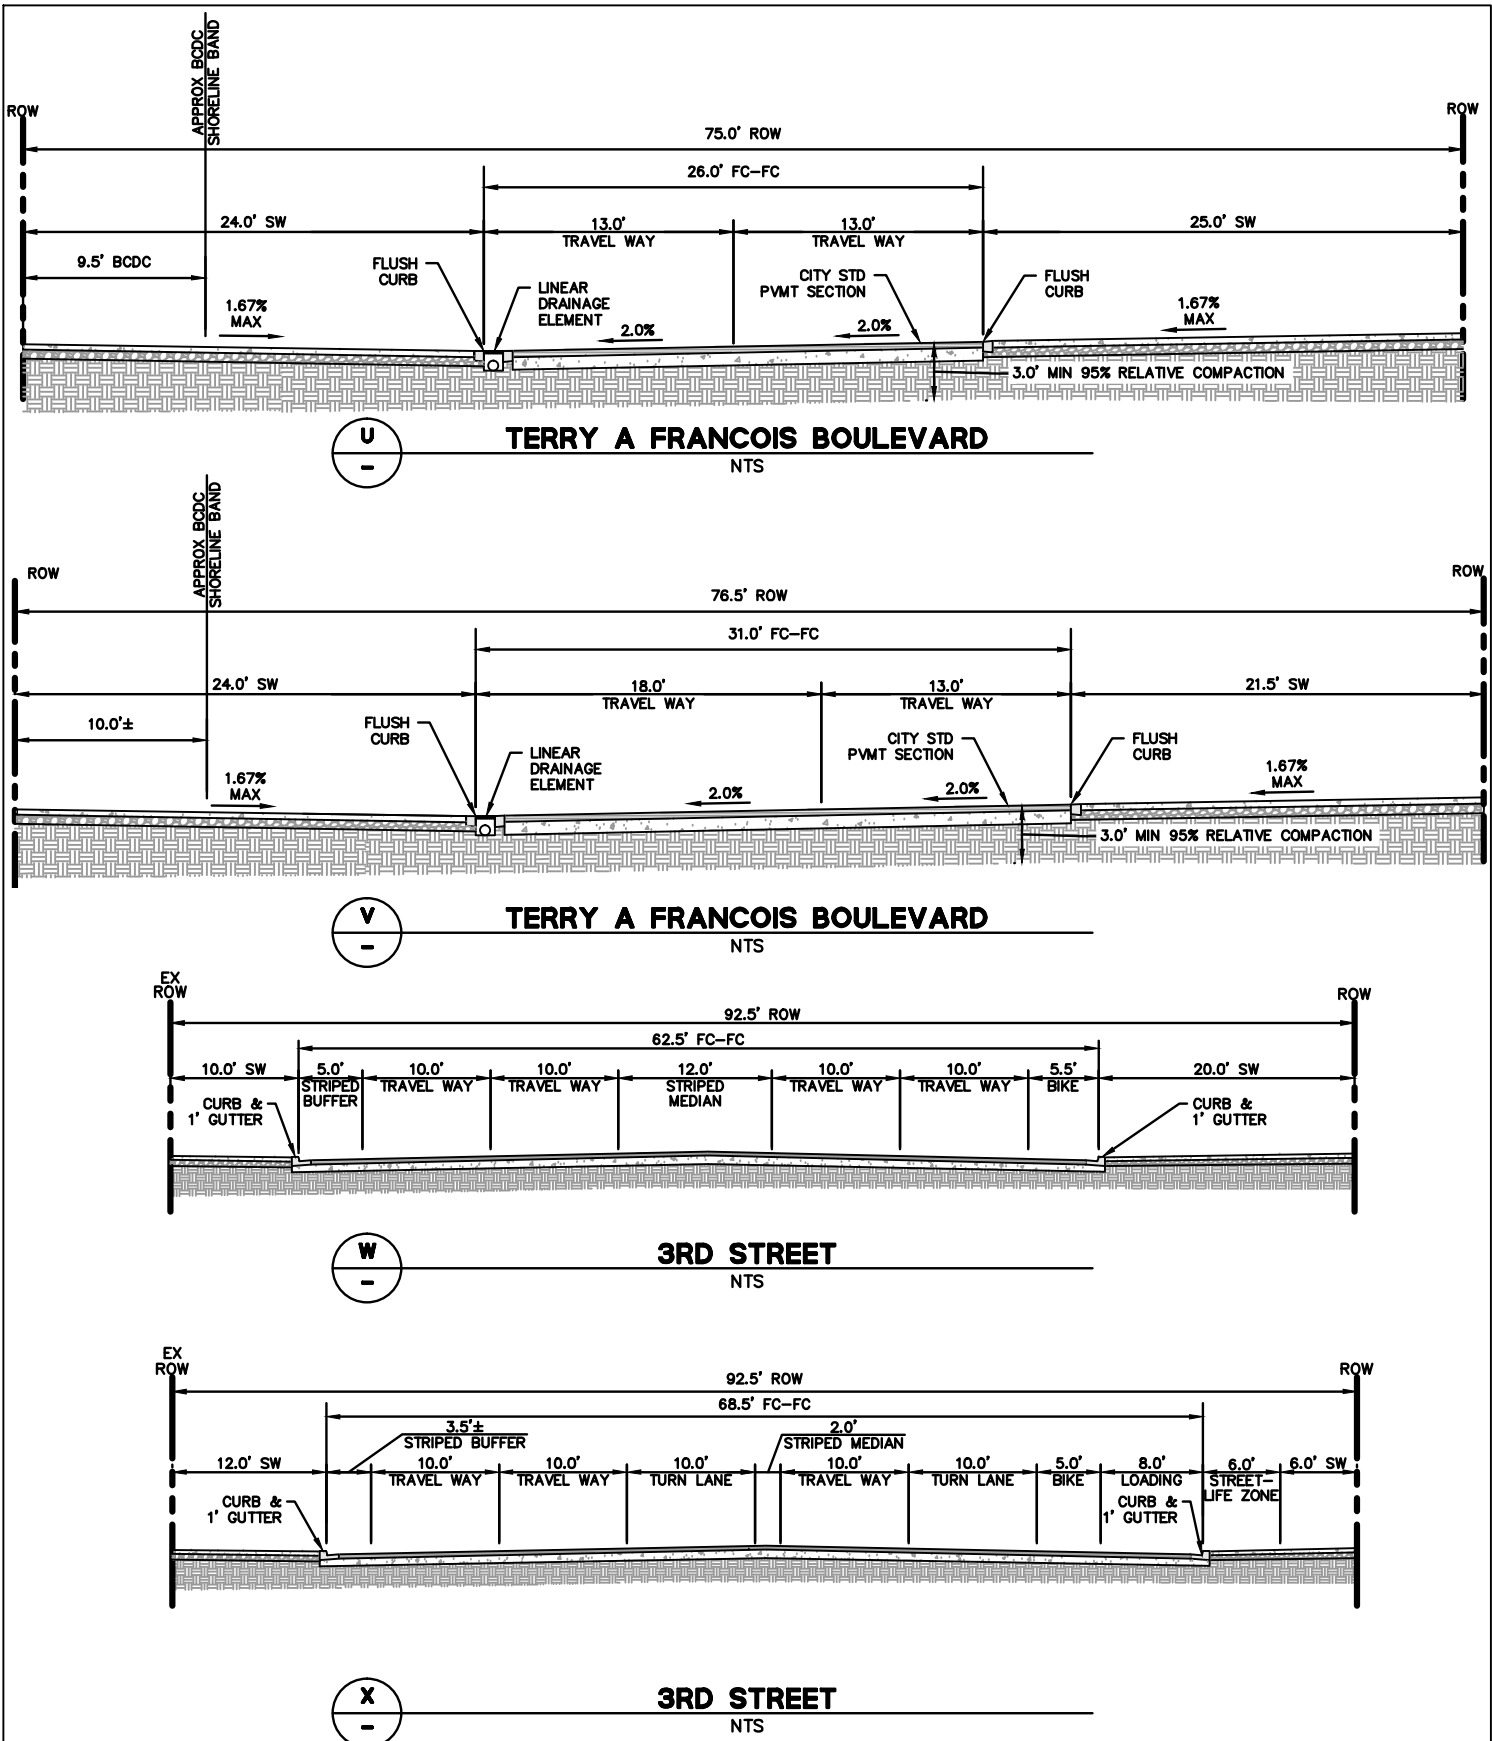 APPROX BCDC
SHORELINE BAND
ROW
ROW
75.0' ROW
26.0' FC-FC
24.0' SW
13.0'
TRAVEL WAY
13.0'
TRAVEL WAY
25.0' SW
9.5' BCDC
FLUSH
CURB
LINEAR
DRAINAGE
ELEMENT
CITY STD
PVMT SECTION
FLUSH
CURB
1.67%
MAX
2.0%
2.0%
1.67%
MAX
3.0' MIN 95% RELATIVE COMPACTION
U
-
TERRY A FRANCOIS BOULEVARD
NTS
APPROX BCDC
SHORELINE BAND
ROW
ROW
76.5' ROW
31.0' FC-FC
24.0' SW
18.0'
TRAVEL WAY
13.0'
TRAVEL WAY
21.5' SW
10.0'±
FLUSH
CURB
LINEAR
DRAINAGE
ELEMENT
CITY STD
PVMT SECTION
FLUSH
CURB
1.67%
MAX
2.0%
2.0%
1.67%
MAX
3.0' MIN 95% RELATIVE COMPACTION
V
-
TERRY A FRANCOIS BOULEVARD
NTS
EX
ROW
ROW
92.5' ROW
62.5' FC-FC
10.0' SW
5.0'
STRIPED
BUFFER
10.0'
TRAVEL WAY
10.0'
TRAVEL WAY
12.0'
STRIPED
MEDIAN
10.0'
TRAVEL WAY
10.0'
TRAVEL WAY
5.5'
BIKE
20.0' SW
CURB &
1' GUTTER
CURB &
1' GUTTER
W
-
3RD STREET
NTS
EX
ROW
ROW
92.5' ROW
68.5' FC-FC
3.5'±
STRIPED BUFFER
2.0'
STRIPED MEDIAN
12.0' SW
10.0'
TRAVEL WAY
10.0'
TRAVEL WAY
10.0'
TURN LANE
10.0'
TRAVEL WAY
10.0'
TURN LANE
5.0'
BIKE
8.0'
LOADING
6.0'
STREET-
LIFE ZONE
6.0' SW
CURB &
1' GUTTER
CURB &
1' GUTTER
X
-
3RD STREET
NTS